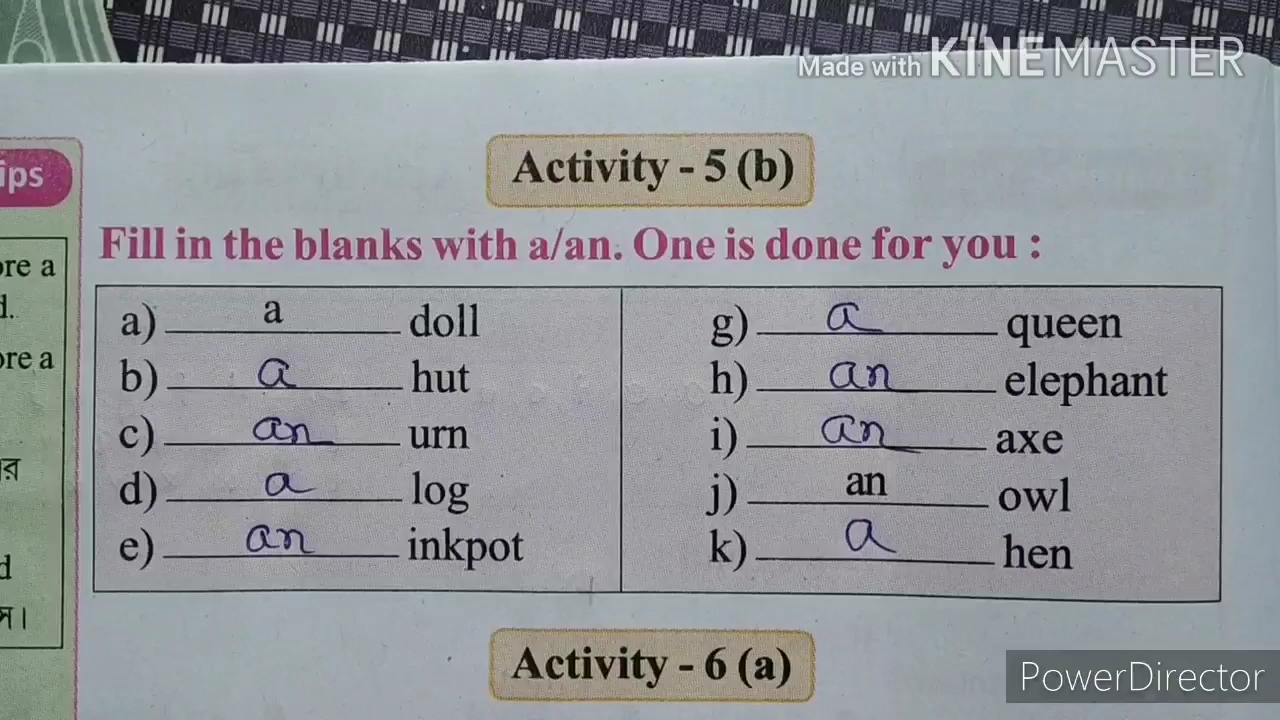 Made with KINEMASTER
ips
Activity - 5 (b)
Fill in the blanks with a/an. One is done for you :
ore a
d.
ore a
র
d
স।
a) a doll
b) a hut
c) an urn
d) a log
e) an inkpot
g) a queen
h) an elephant
i) an axe
j) an owl
k) a hen
Activity - 6 (a)
PowerDirector